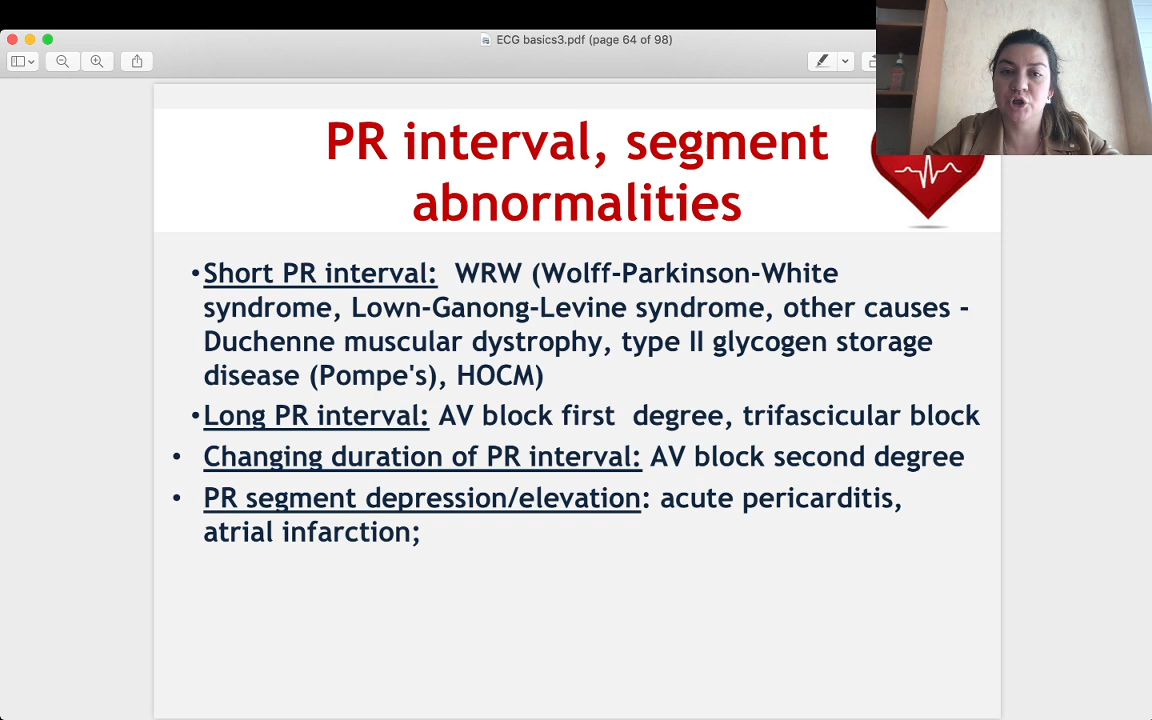 ECG basics3.pdf (page 64 of 98)
PR interval, segment
abnormalities
•Short PR interval: WRW (Wolff-Parkinson-White
syndrome, Lown-Ganong-Levine syndrome, other causes -
Duchenne muscular dystrophy, type II glycogen storage
disease (Pompe's), HOCM)
•Long PR interval: AV block first degree, trifascicular block
• Changing duration of PR interval: AV block second degree
• PR segment depression/elevation: acute pericarditis,
atrial infarction;